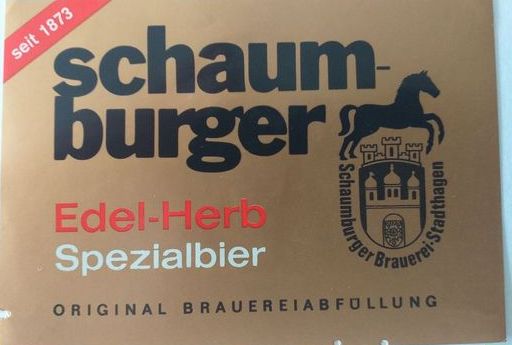 seit 1873
schaum-
burger
Edel-Herb
Spezialbier
Schaumburger Brauerei·Stadthagen
ORIGINAL BRAUEREIABFÜLLUNG